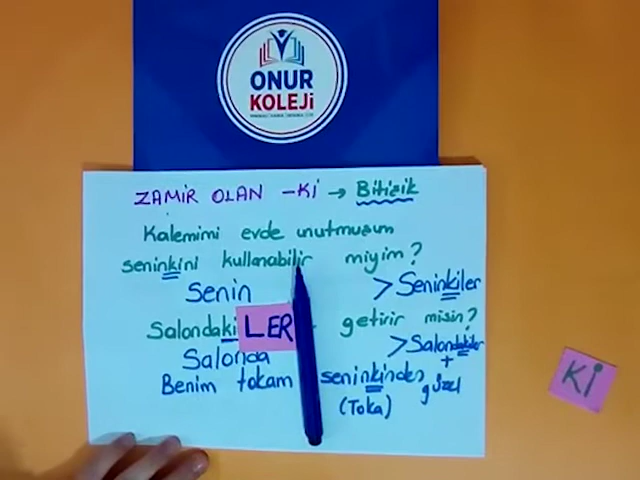 ONUR
KOLEJİ
ZAMİR OLAN -Kİ → Bitişik
Kalemimi evde unutmuşum
seninkini kullanabilir miyim?
Senin > Seninkiler
Salondaki LER getirir misin?
Salonda > Salondakiler
+
Benim tokam seninkinden güzel
(Toka)
Kİ